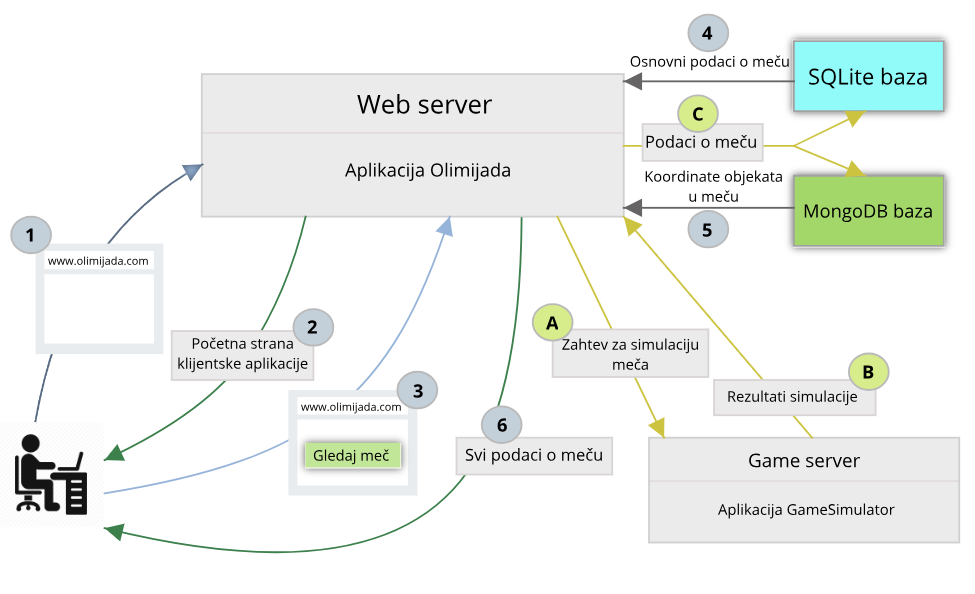 4
Osnovni podaci o meču
SQLite baza
Web server
C
Podaci o meču
Aplikacija Olimijada
Koordinate objekata
u meču
MongoDB baza
5
1
www.olimijada.com
2
Početna strana
klijentske aplikacije
A
Zahtev za simulaciju
meča
B
Rezultati simulacije
3
www.olimijada.com
Gledaj meč
6
Svi podaci o meču
Game server
Aplikacija GameSimulator